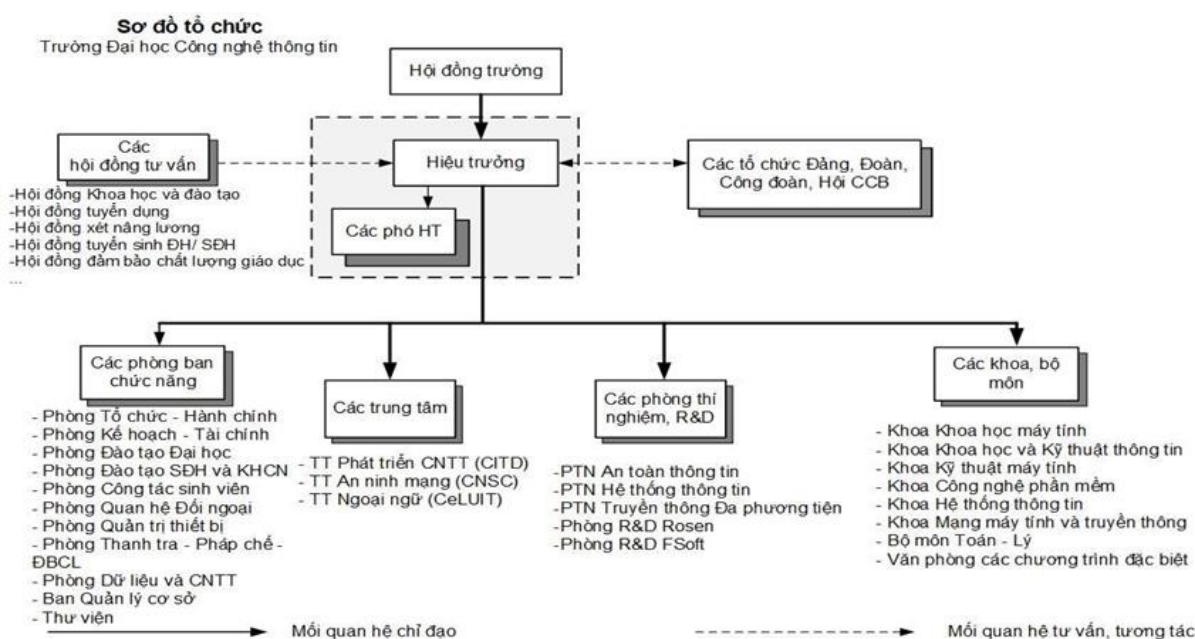 Sơ đồ tổ chức
Trường Đại học Công nghệ thông tin
Hội đồng trường
Các
hội đồng tư vấn
-Hội đồng Khoa học và đào tạo
-Hội đồng tuyển dụng
-Hội đồng xét nâng lương
-Hội đồng tuyển sinh ĐH/ SĐH
-Hội đồng đảm bảo chất lượng giáo dục
...
Hiệu trưởng
Các phó HT
Các tổ chức Đảng, Đoàn,
Công đoàn, Hội CCB
Các phòng ban
chức năng
- Phòng Tổ chức - Hành chính
- Phòng Kế hoạch - Tài chính
- Phòng Đào tạo Đại học
- Phòng Đào tạo SĐH và KHCN
- Phòng Công tác sinh viên
- Phòng Quan hệ Đối ngoại
- Phòng Quản trị thiết bị
- Phòng Thanh tra - Pháp chế -
ĐBCL
- Phòng Dữ liệu và CNTT
- Ban Quản lý cơ sở
- Thư viện
Các trung tâm
- TT Phát triển CNTT (CITD)
- TT An ninh mạng (CNSC)
- TT Ngoại ngữ (CeLUIT)
Các phòng thí
nghiệm, R&D
-PTN An toàn thông tin
-PTN Hệ thống thông tin
-PTN Truyền thông Đa phương tiện
-Phòng R&D Rosen
-Phòng R&D FSoft
Các khoa, bộ
môn
- Khoa Khoa học máy tính
- Khoa Khoa học và Kỹ thuật thông tin
- Khoa Kỹ thuật máy tính
- Khoa Công nghệ phần mềm
- Khoa Hệ thống thông tin
- Khoa Mạng máy tính và truyền thông
- Bộ môn Toán - Lý
- Văn phòng các chương trình đặc biệt
Mối quan hệ chỉ đạo
Mối quan hệ tư vấn, tương tác